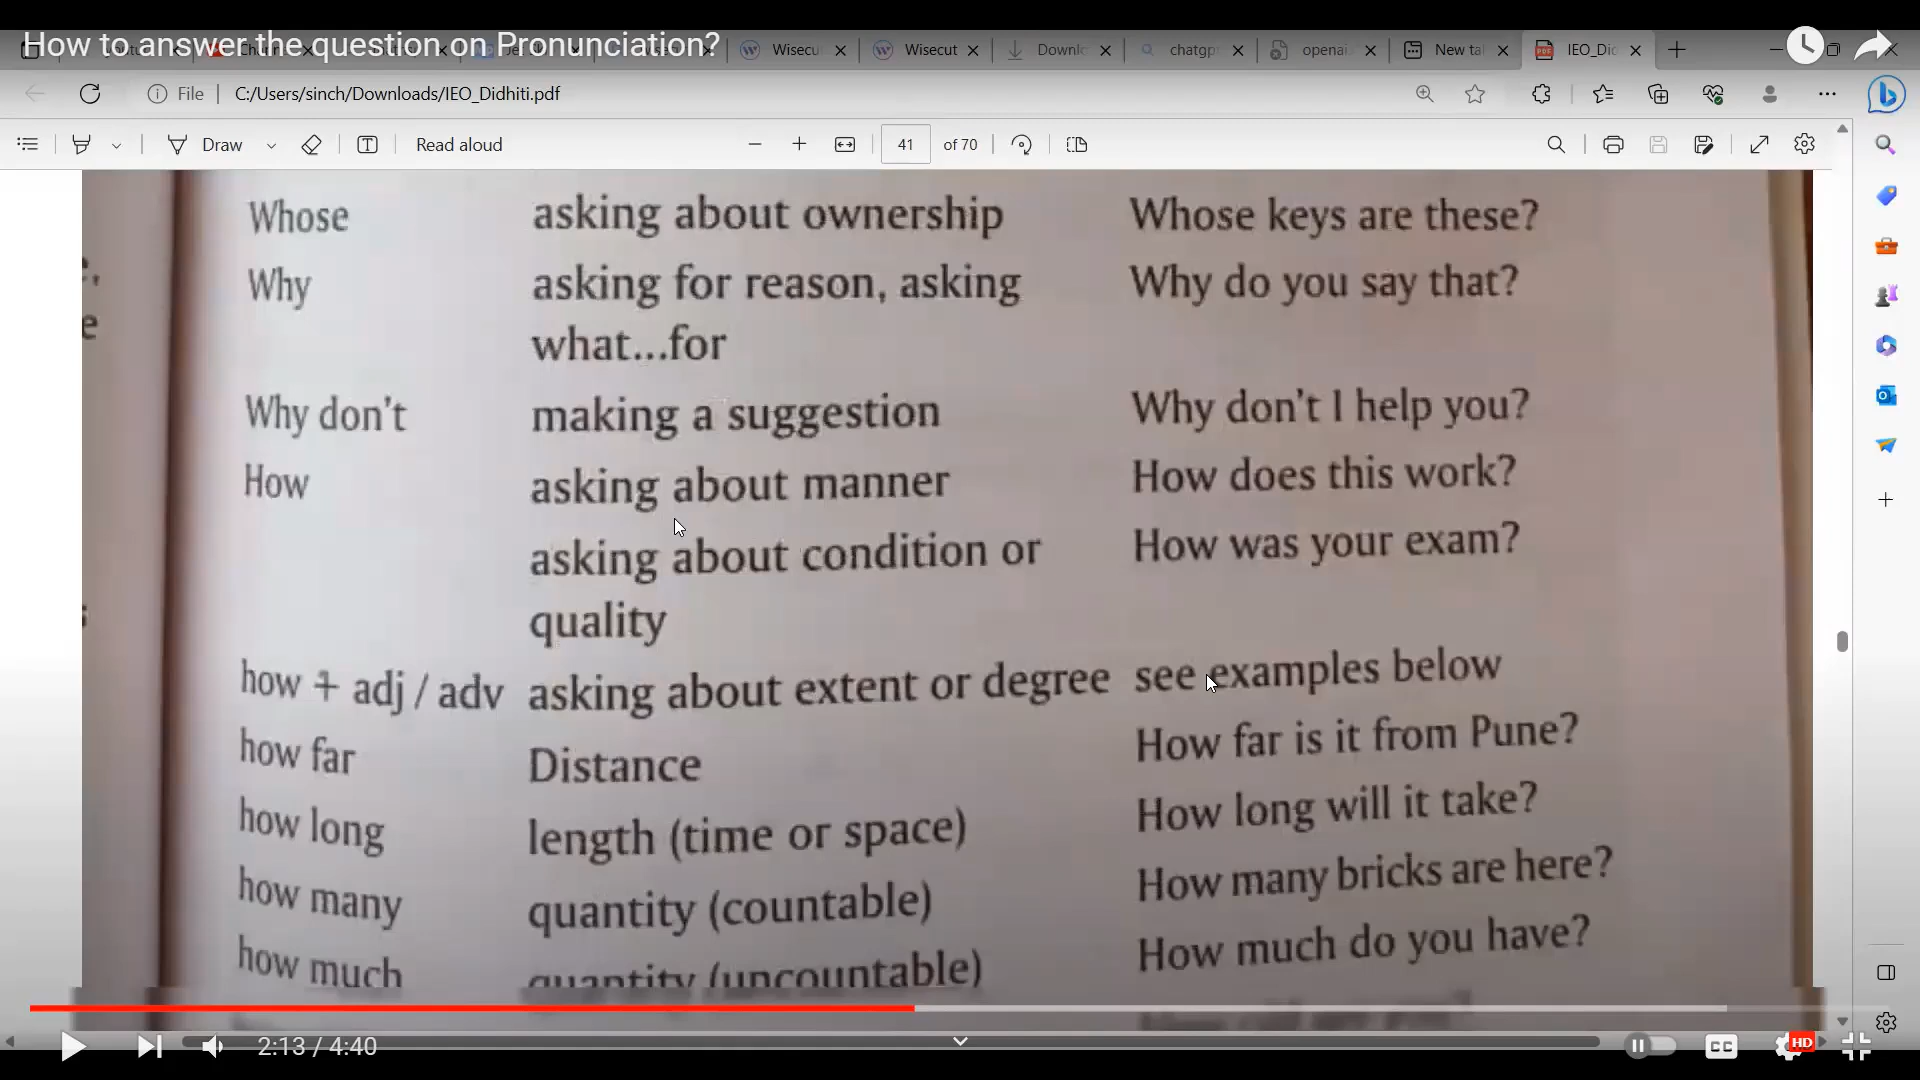 How to answer the question on Pronunciation?
Wisecu
Wisecut
Downlo
chatgp
openai
New ta
IEO_Did
File
C:/Users/sinch/Downloads/IEO_Didhiti.pdf
Draw
Read aloud
41
of 70
Whose asking about ownership Whose keys are these?
Why asking for reason, asking Why do you say that?
what...for
Why don't making a suggestion Why don't I help you?
How asking about manner How does this work?
asking about condition or How was your exam?
quality
how + adj / adv asking about extent or degree see examples below
how far Distance How far is it from Pune?
how long length (time or space) How long will it take?
how many quantity (countable) How many bricks are here?
how much quantity (uncountable) How much do you have?
2:13 / 4:40
CC
HD